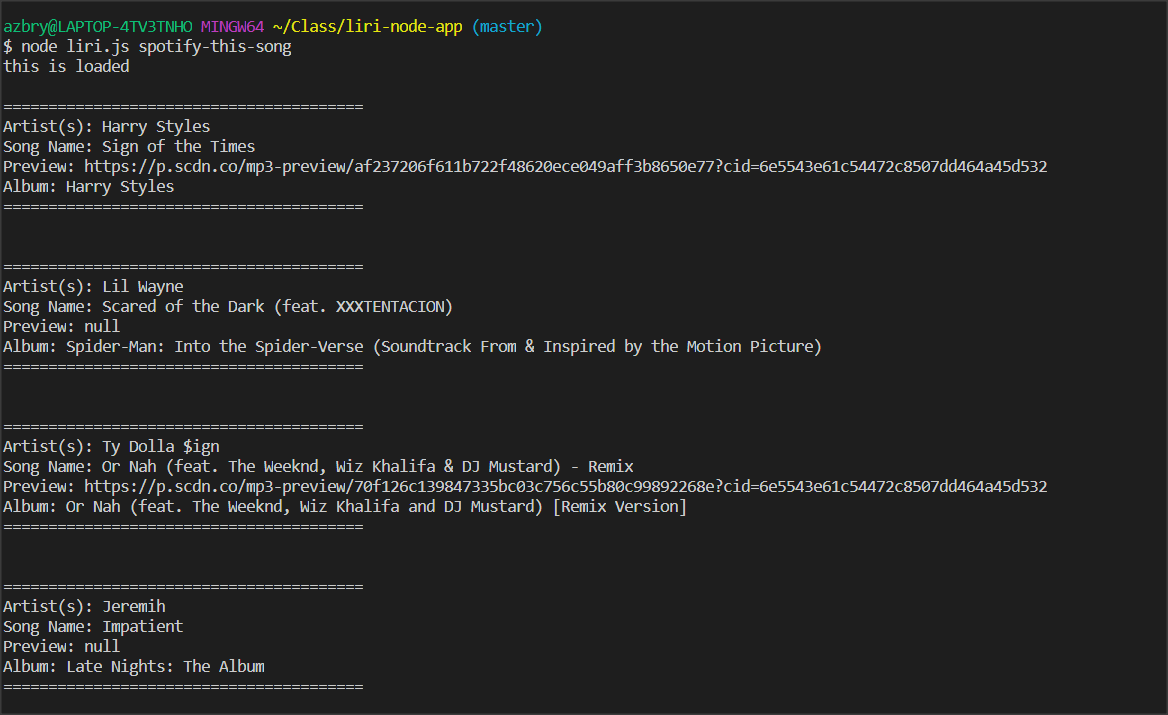 azbry@LAPTOP-4TV3TNHO MINGW64 ~/Class/liri-node-app (master)
$ node liri.js spotify-this-song
this is loaded
========================================
Artist(s): Harry Styles
Song Name: Sign of the Times
Preview: https://p.scdn.co/mp3-preview/af237206f611b722f48620ece049aff3b8650e77?cid=6e5543e61c54472c8507dd464a45d532
Album: Harry Styles
========================================
========================================
Artist(s): Lil Wayne
Song Name: Scared of the Dark (feat. XXXTENTACION)
Preview: null
Album: Spider-Man: Into the Spider-Verse (Soundtrack From & Inspired by the Motion Picture)
========================================
========================================
Artist(s): Ty Dolla $ign
Song Name: Or Nah (feat. The Weeknd, Wiz Khalifa & DJ Mustard) - Remix
Preview: https://p.scdn.co/mp3-preview/70f126c139847335bc03c756c55b80c99892268e?cid=6e5543e61c54472c8507dd464a45d532
Album: Or Nah (feat. The Weeknd, Wiz Khalifa and DJ Mustard) [Remix Version]
========================================
========================================
Artist(s): Jeremih
Song Name: Impatient
Preview: null
Album: Late Nights: The Album
========================================